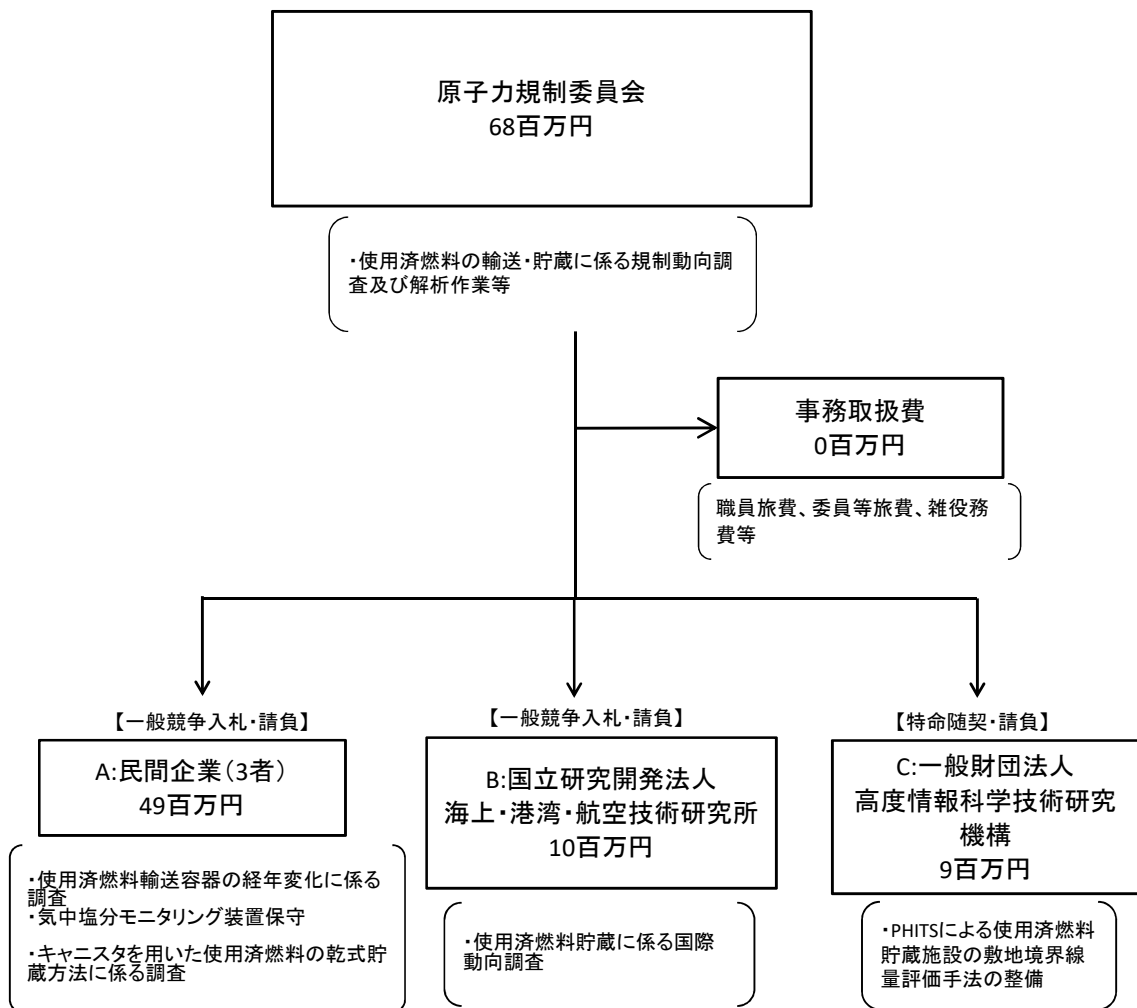 原子力規制委員会
68百万円
・使用済燃料の輸送・貯蔵に係る規制動向調
査及び解析作業等
事務取扱費
0百万円
職員旅費、委員等旅費、雑役務
費等
【一般競争入札・請負】
A:民間企業(3者)
49百万円
・使用済燃料輸送容器の経年変化に係る
調査
・気中塩分モニタリング装置保守
・キャニスタを用いた使用済燃料の乾式貯
蔵方法に係る調査
【一般競争入札・請負】
B:国立研究開発法人
海上・港湾・航空技術研究所
10百万円
・使用済燃料貯蔵に係る国際
動向調査
【特命随契・請負】
C:一般財団法人
高度情報科学技術研究
機構
9百万円
・PHITSによる使用済燃料
貯蔵施設の敷地境界線
量評価手法の整備